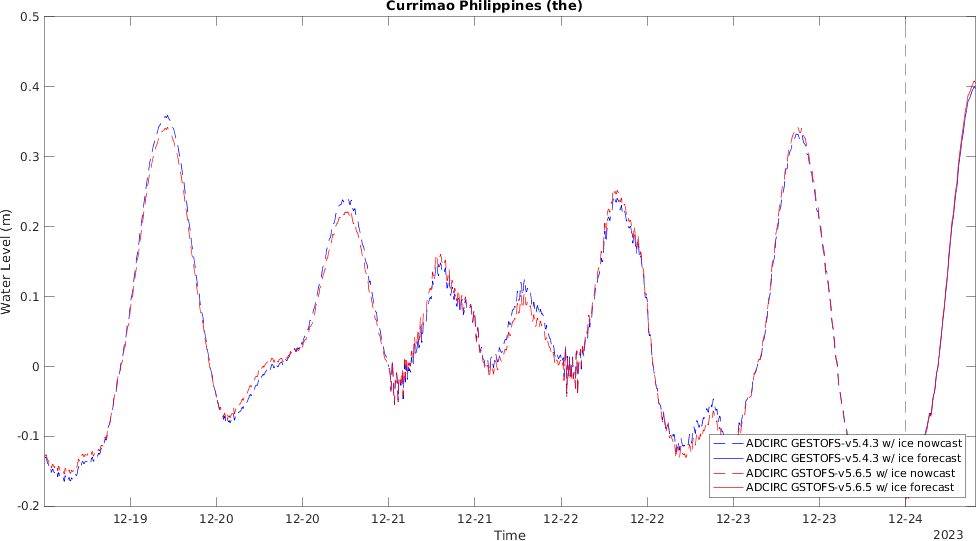 Currimao Philippines (the)
0.5
0.4
0.3
0.2
0.1
0
-0.1
-0.2
Water Level (m)
ADCIRC GESTOFS-v5.4.3 w/ ice nowcast
ADCIRC GESTOFS-v5.4.3 w/ ice forecast
ADCIRC GSTOFS-v5.6.5 w/ ice nowcast
ADCIRC GSTOFS-v5.6.5 w/ ice forecast
12-19 12-20 12-20 12-21 12-21 12-22 12-22 12-23 12-23 12-24
Time
2023